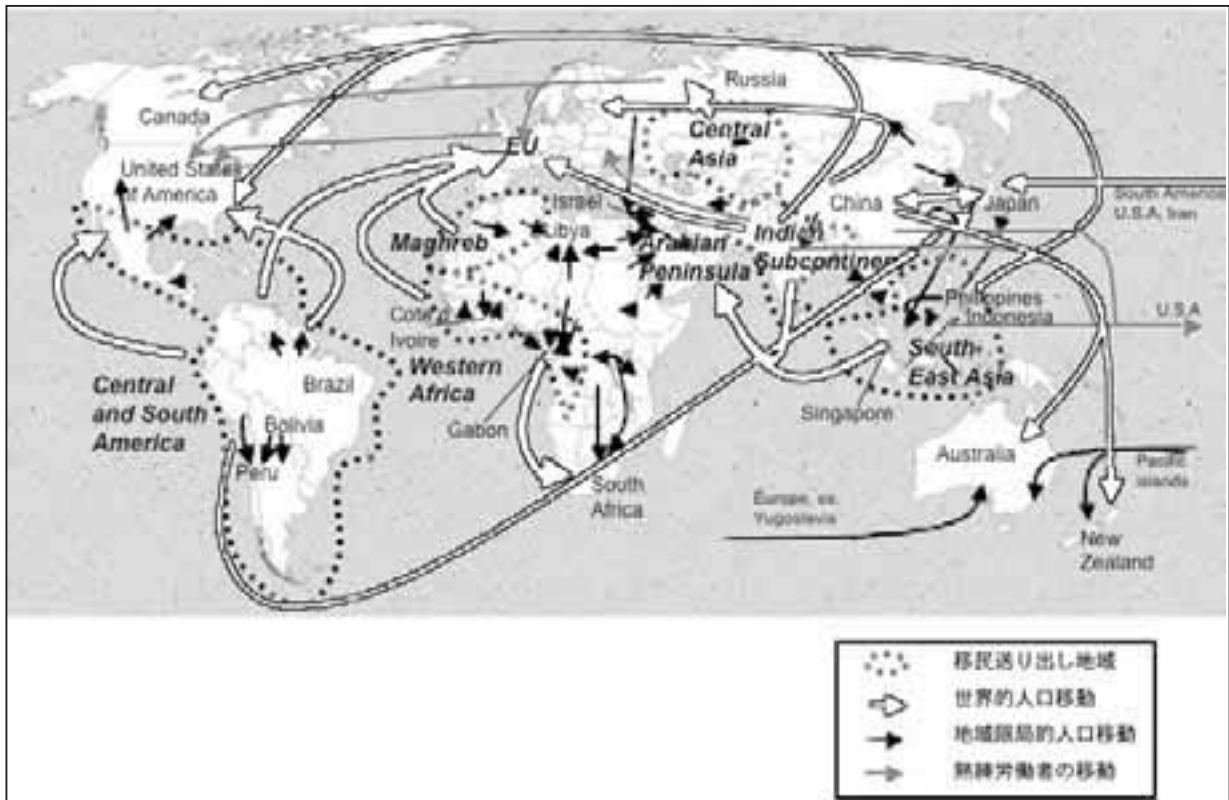 Russia
Canada
Central
Asia
EU
United States
of America
Israel
China
Japan
South America,
U.S.A, Iran
Libya
Maghreb
Arabian
Peninsula
Indian
Subcontinent
Cote d'
Ivoire
Philippines
Indonesia
U.S.A
Western
Africa
South
East Asia
Central
and South
America
Brazil
Bolivia
Singapore
Gabon
Peru
South
Africa
Australia
Pacific
islands
Europe, ex.
Yugoslevia
New
Zealand
移民送り出し地域
世界的人口移動
地域限局的人口移動
熟練労働者の移動